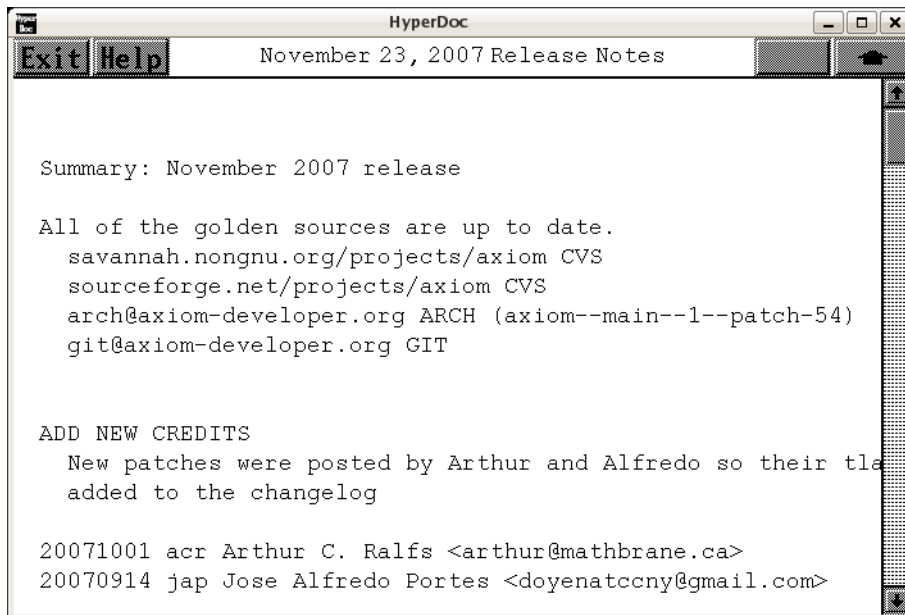 Hyper Doc
HyperDoc
Exit Help November 23, 2007 Release Notes
Summary: November 2007 release
All of the golden sources are up to date.
savannah.nongnu.org/projects/axiom CVS
sourceforge.net/projects/axiom CVS
arch@axiom-developer.org ARCH (axiom--main--1--patch-54)
git@axiom-developer.org GIT
ADD NEW CREDITS
New patches were posted by Arthur and Alfredo so their tla
added to the changelog
20071001 acr Arthur C. Ralfs <arthur@mathbrane.ca>
20070914 jap Jose Alfredo Portes <doyenatccny@gmail.com>